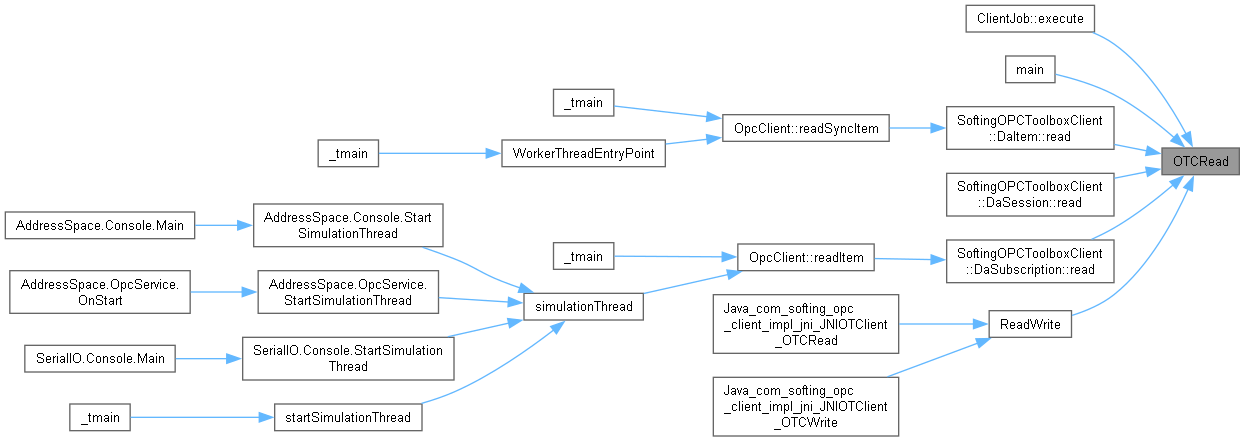 ClientJob::execute
main
_tmain
OpcClient::readSyncItem
SoftingOPCToolboxClient
::DaItem::read
_tmain
WorkerThreadEntryPoint
OTCRead
SoftingOPCToolboxClient
::DaSession::read
AddressSpace.Console.Main
AddressSpace.Console.Start
SimulationThread
_tmain
OpcClient::readItem
SoftingOPCToolboxClient
::DaSubscription::read
AddressSpace.OpcService.
OnStart
AddressSpace.OpcService.
StartSimulationThread
simulationThread
Java_com_softing_opc
_client_impl_jni_JNIOTClient
_OTCRead
ReadWrite
SerialIO.Console.Main
SerialIO.Console.StartSimulation
Thread
Java_com_softing_opc
_client_impl_jni_JNIOTClient
_OTCWrite
_tmain
startSimulationThread